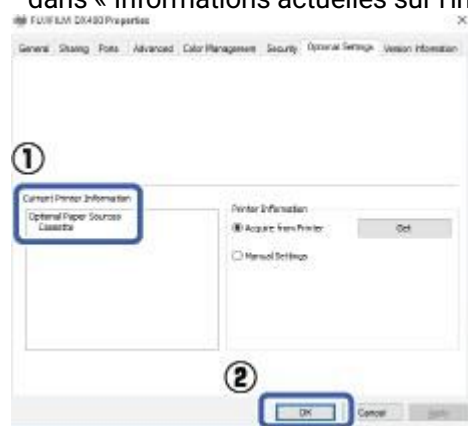 dans « Informations actuelles sur l'im
FUJIFILM DX400 Properties
General Sharing Ports Advanced Color Management Security Optional Settings Version Information
①
Current Printer Information
Optional Paper Sources
Cassette
Printer Information
Acquire from Printer
Get
Manual Settings
②
OK
Cancel
Apply